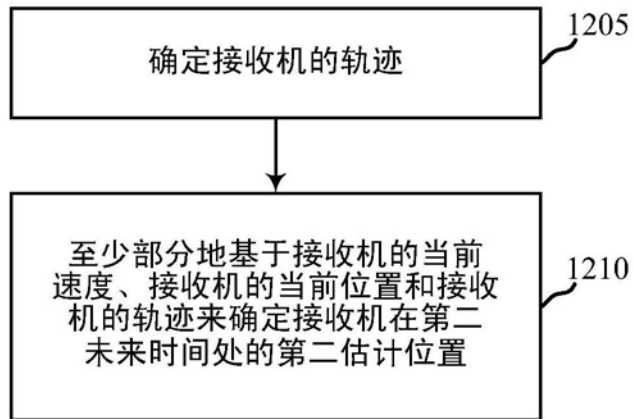 1205
确定接收机的轨迹
至少部分地基于接收机的当前
速度、接收机的当前位置和接收
机的轨迹来确定接收机在第二
未来时间处的第二估计位置
1210